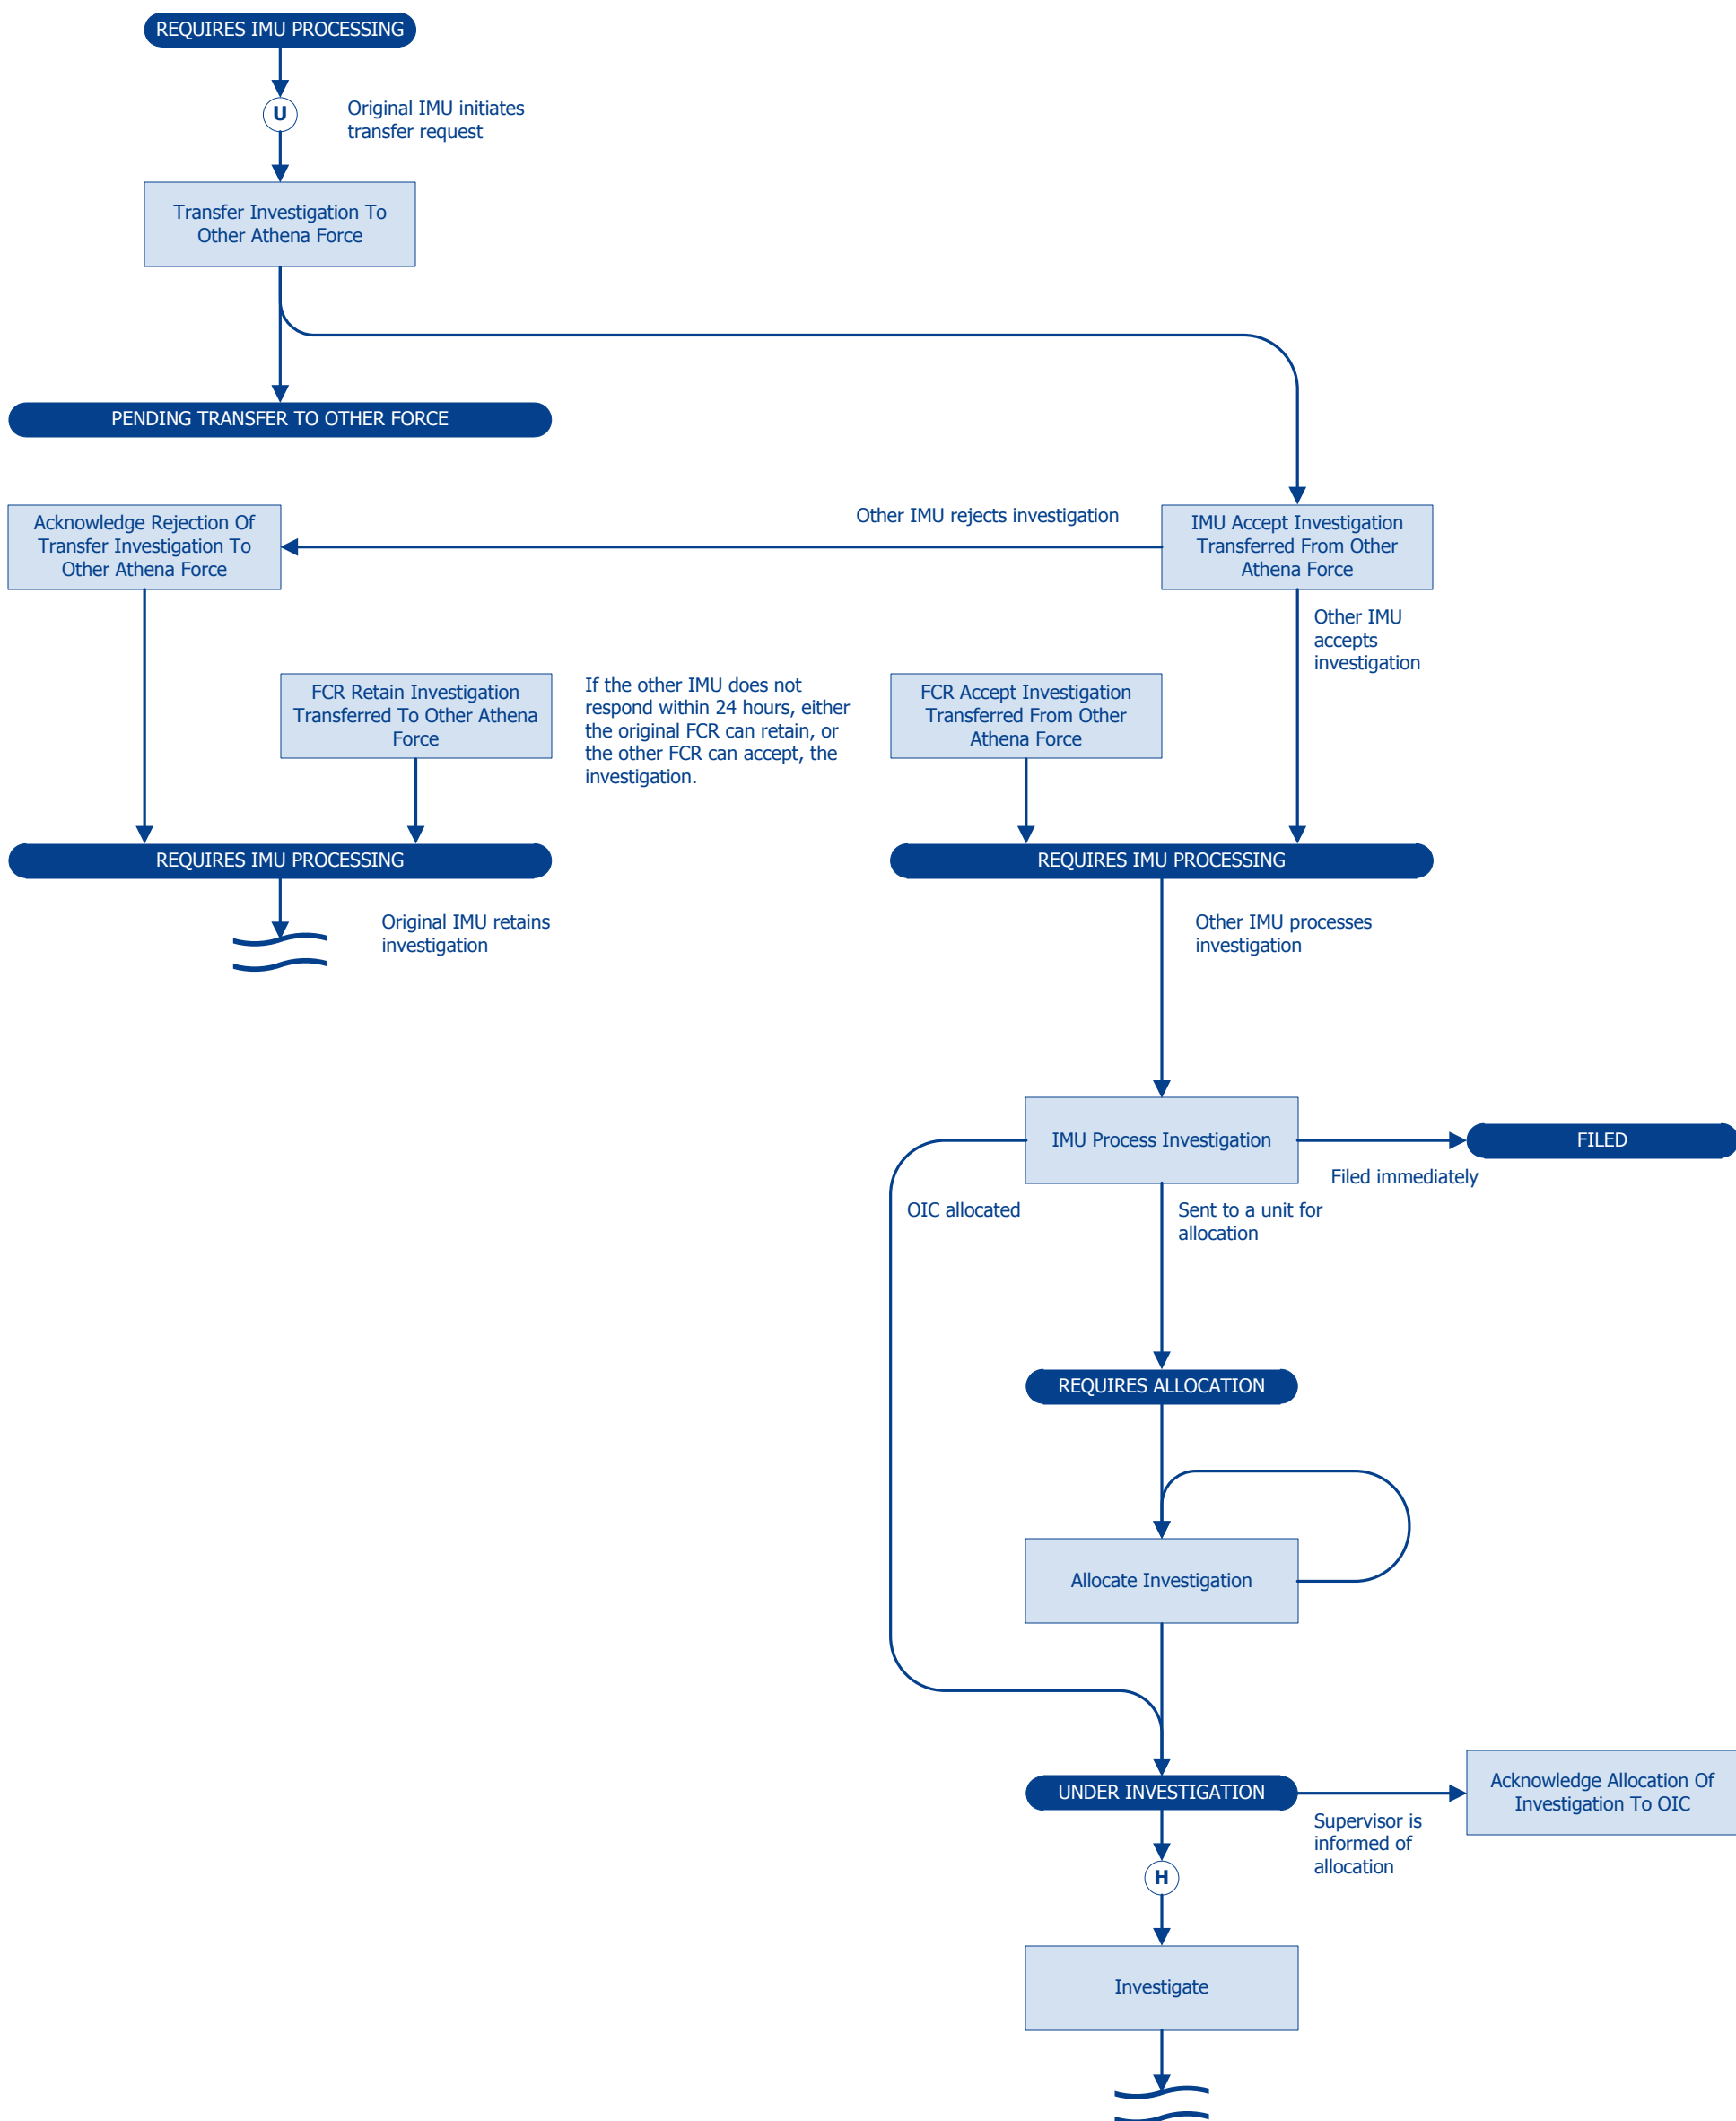 REQUIRES IMU PROCESSING
U
Original IMU initiates
transfer request
Transfer Investigation To
Other Athena Force
PENDING TRANSFER TO OTHER FORCE
Acknowledge Rejection Of
Transfer Investigation To
Other Athena Force
Other IMU rejects investigation
IMU Accept Investigation
Transferred From Other
Athena Force
Other IMU
accepts
investigation
FCR Retain Investigation
Transferred To Other Athena
Force
If the other IMU does not
respond within 24 hours, either
the original FCR can retain, or
the other FCR can accept, the
investigation.
FCR Accept Investigation
Transferred From Other
Athena Force
REQUIRES IMU PROCESSING
REQUIRES IMU PROCESSING
Original IMU retains
investigation
Other IMU processes
investigation
IMU Process Investigation
FILED
Filed immediately
OIC allocated
Sent to a unit for
allocation
REQUIRES ALLOCATION
Allocate Investigation
UNDER INVESTIGATION
Acknowledge Allocation Of
Investigation To OIC
Supervisor is
informed of
allocation
H
Investigate